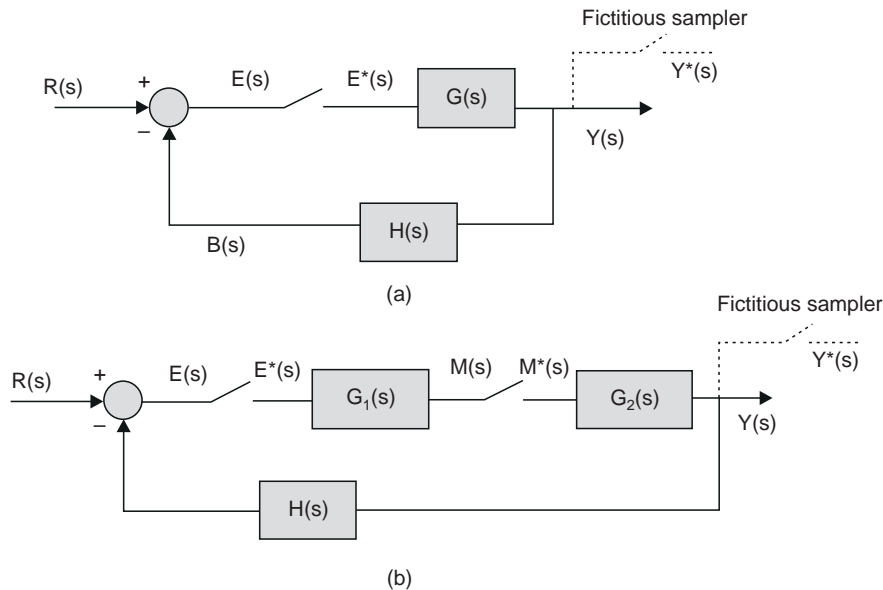 Fictitious sampler
Y*(s)
R(s)
+
–
E(s)
E*(s)
G(s)
Y(s)
H(s)
B(s)
(a)
Fictitious sampler
Y*(s)
R(s)
+
–
E(s)
E*(s)
G₁(s)
M(s)
M*(s)
G₂(s)
Y(s)
H(s)
(b)